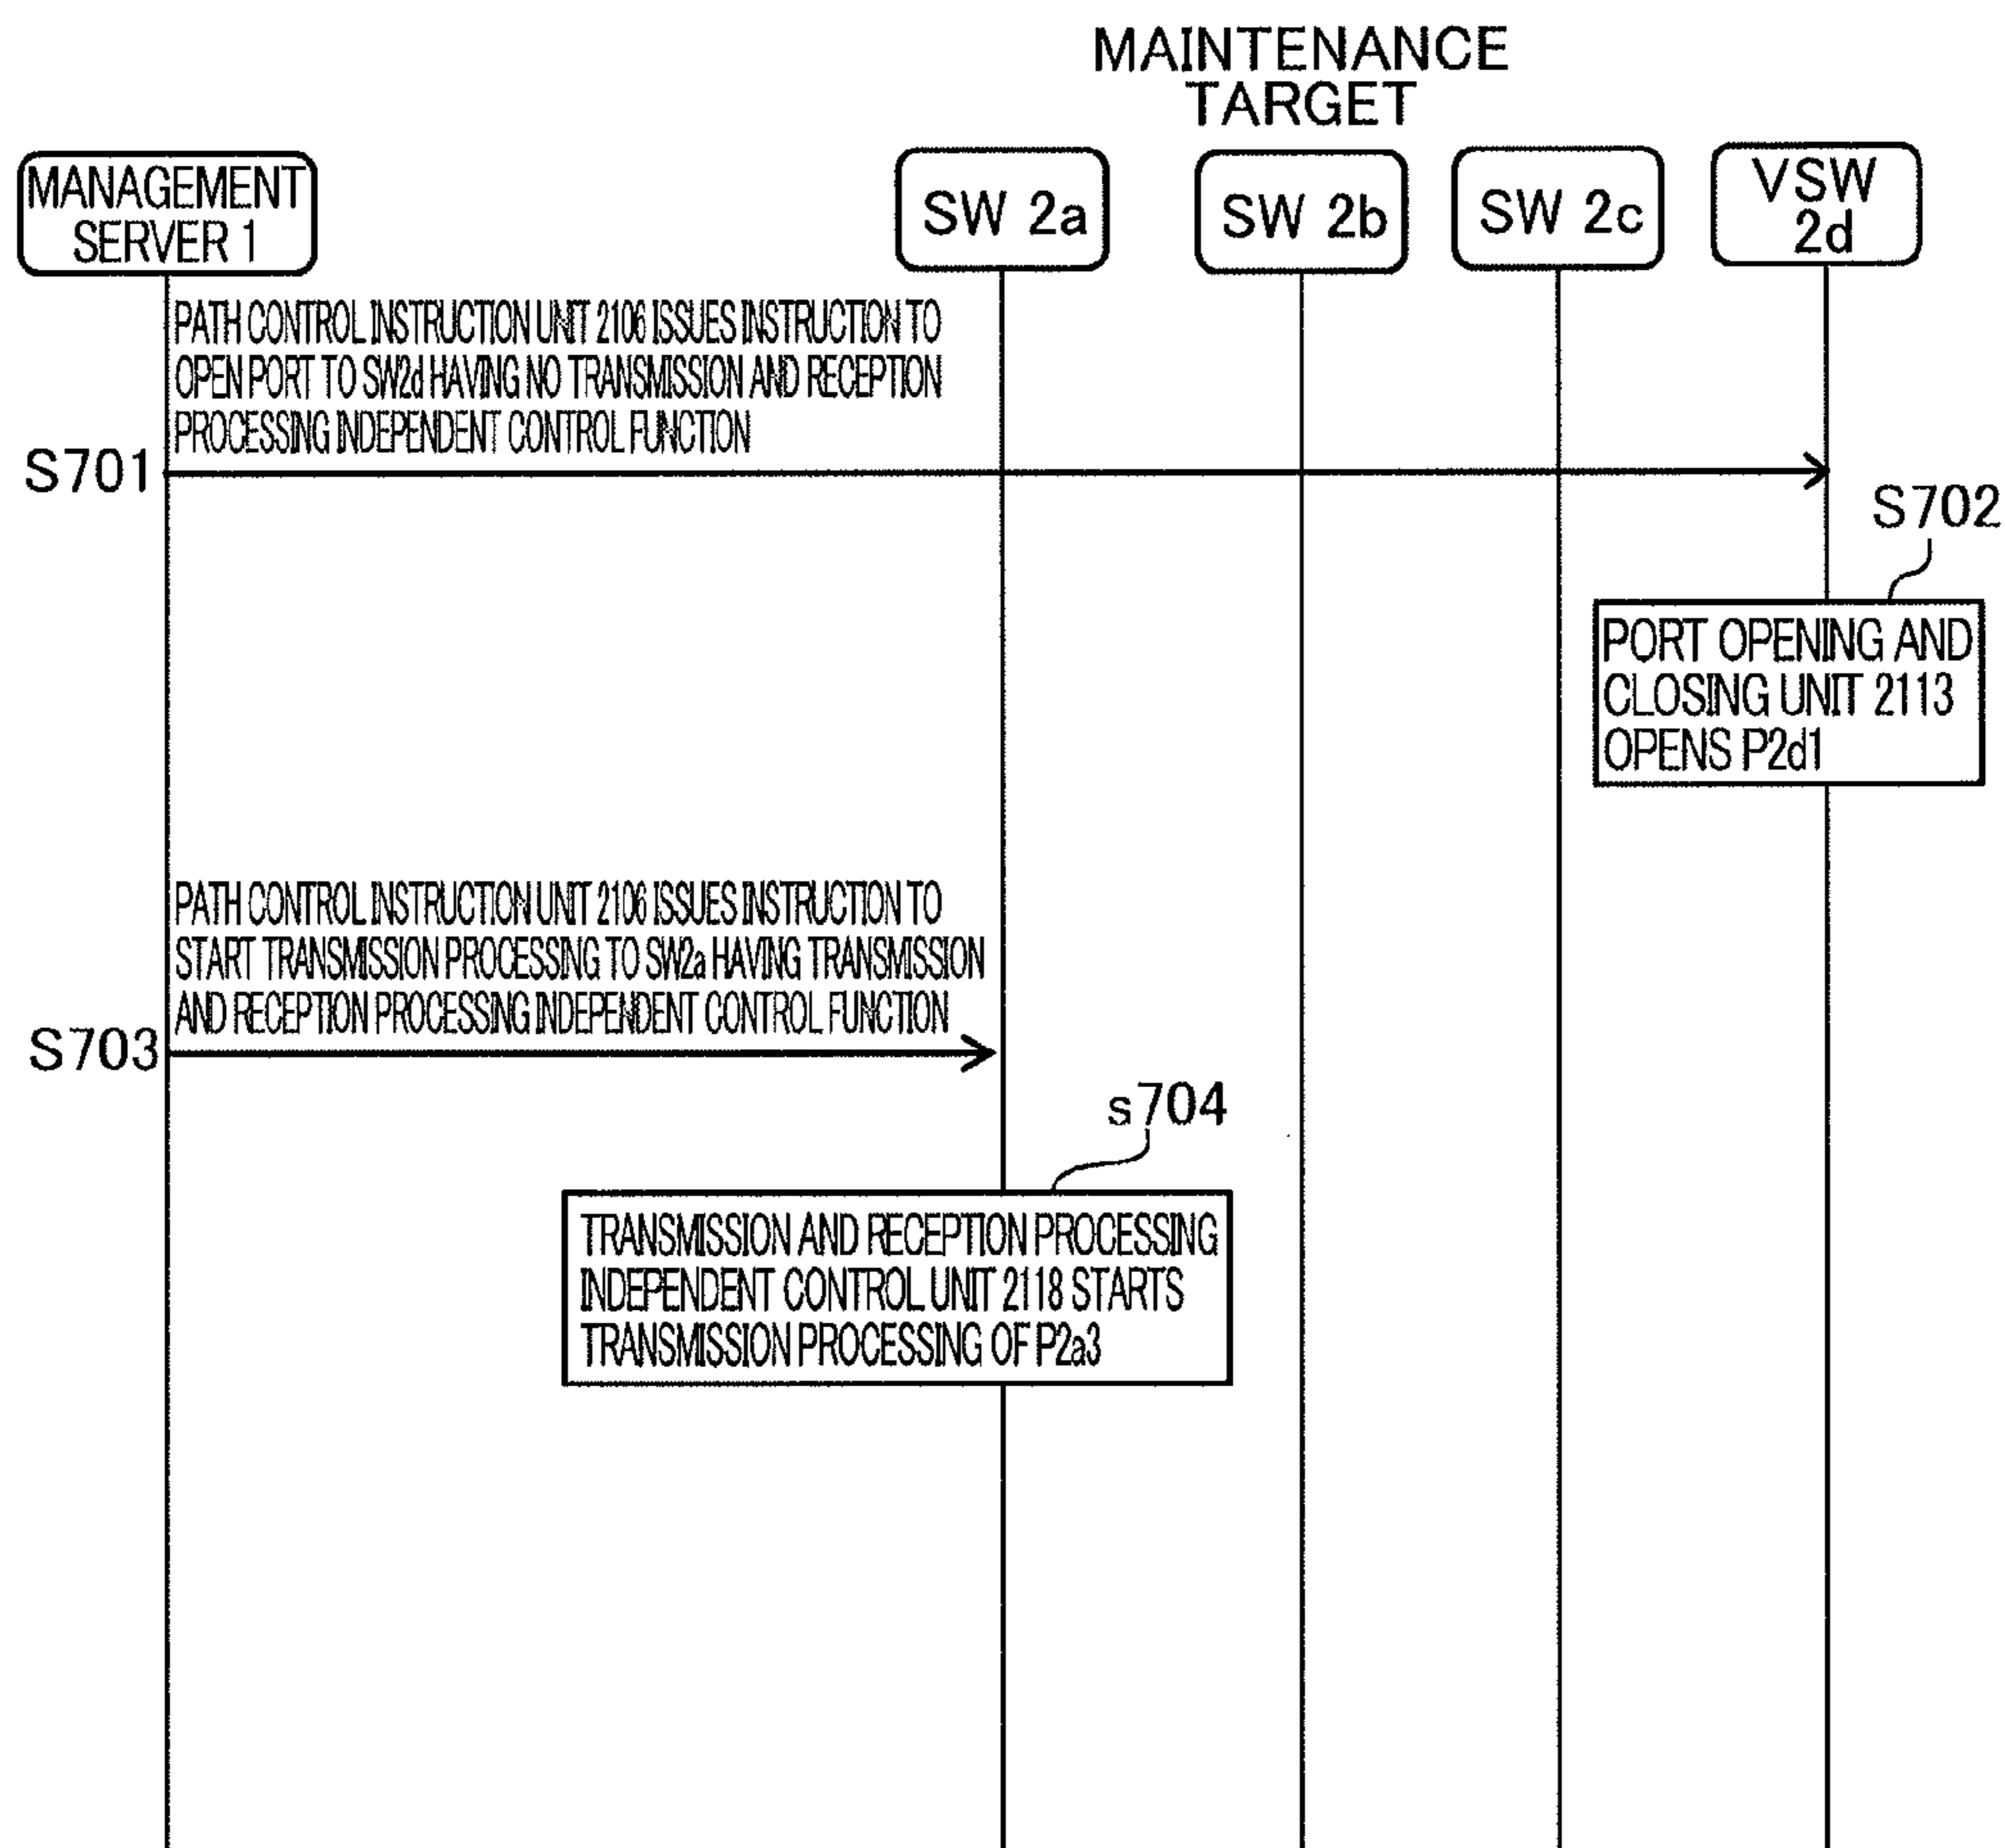 MAINTENANCE
TARGET
MANAGEMENT
SERVER 1
SW 2a
SW 2b
SW 2c
VSW
2d
PATH CONTROL INSTRUCTION UNIT 2106 ISSUES INSTRUCTION TO
OPEN PORT TO SW2d HAVING NO TRANSMISSION AND RECEPTION
PROCESSING INDEPENDENT CONTROL FUNCTION
S701
S702
PORT OPENING AND
CLOSING UNIT 2113
OPENS P2d1
PATH CONTROL INSTRUCTION UNIT 2106 ISSUES INSTRUCTION TO
START TRANSMISSION PROCESSING TO SW2a HAVING TRANSMISSION
AND RECEPTION PROCESSING INDEPENDENT CONTROL FUNCTION
S703
s704
TRANSMISSION AND RECEPTION PROCESSING
INDEPENDENT CONTROL UNIT 2118 STARTS
TRANSMISSION PROCESSING OF P2a3